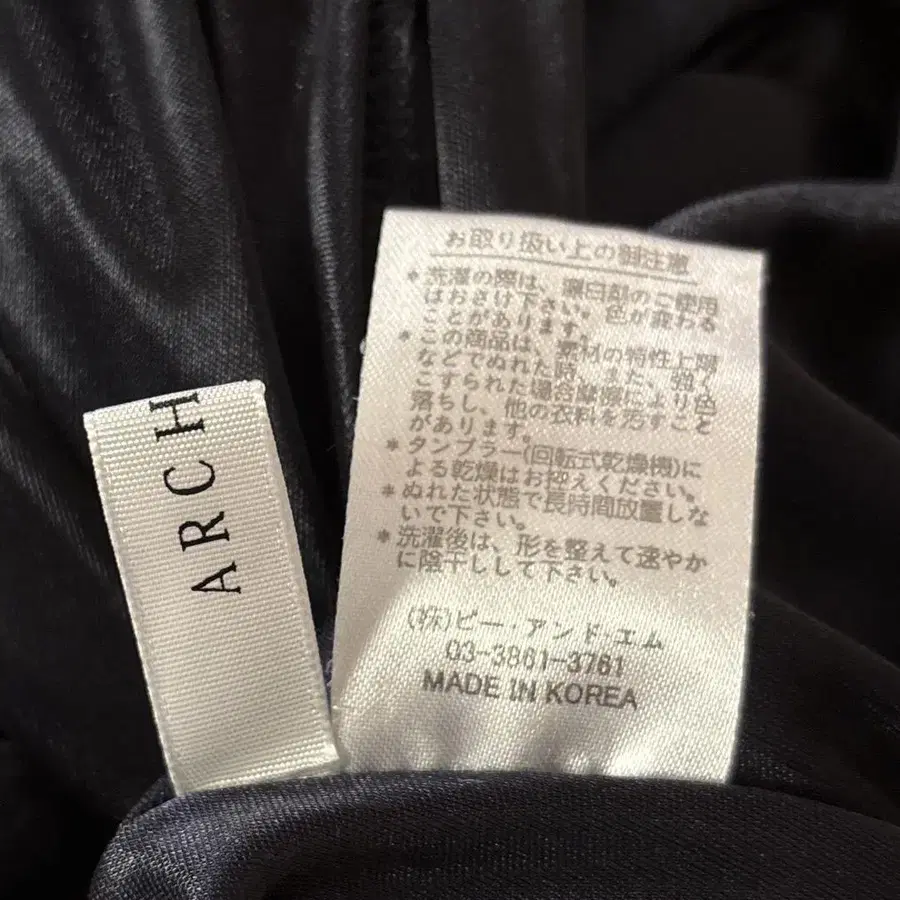 ARCH
お取り扱い上の御注意
*洗濯の際は、漂白剤のご使用
はおさけ下さい。色が変わる
ことがあります。
*この商品は、素材の特性上降雨
などでぬれた時、また、強く
こすられた場合摩擦により色
落ちし、他の衣料を汚すこと
があります。
*タンブラー(回転式乾燥機)に
よる乾燥はお控えください。
*ぬれた状態で長時間放置しな
いで下さい。
*洗濯後は、形を整えて速やか
に陰干しして下さい。
(株)ビー・アンド・エム
03-3861-3761
MADE IN KOREA